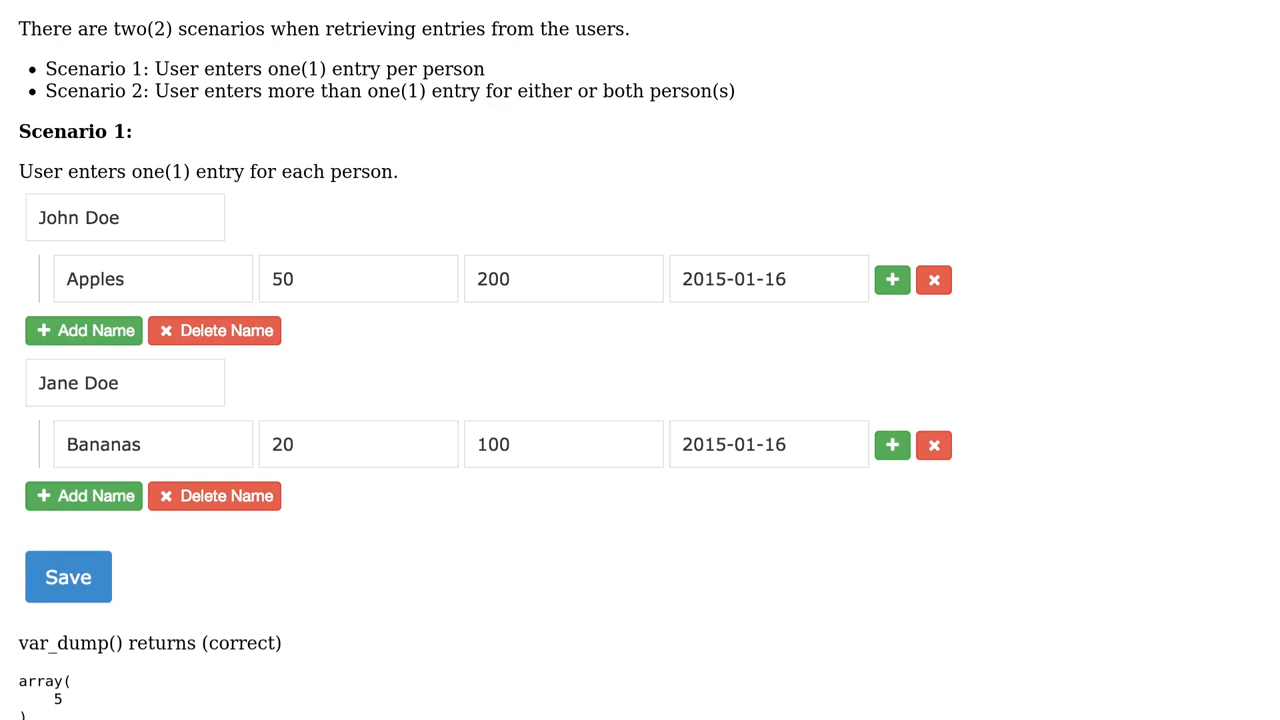 There are two(2) scenarios when retrieving entries from the users.
Scenario 1: User enters one(1) entry per person
Scenario 2: User enters more than one(1) entry for either or both person(s)
Scenario 1:
User enters one(1) entry for each person.
John Doe
Apples 50 200 2015-01-16
Add Name Delete Name
Jane Doe
Bananas 20 100 2015-01-16
Add Name Delete Name
Save
var_dump() returns (correct)
array(
5
)